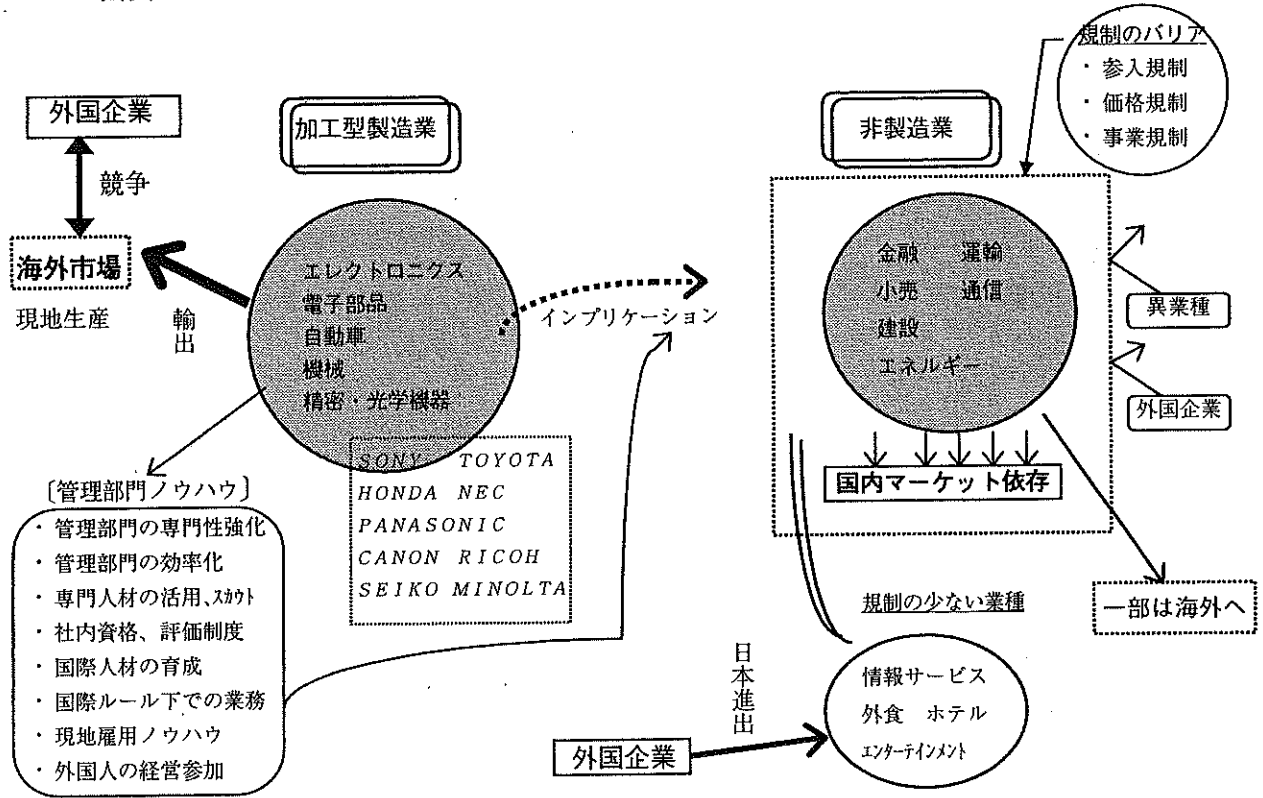 外国企業
競争
海外市場
現地生産
輸出
加工型製造業
エレクトロニクス
電子部品
自動車
機械
精密・光学機器
SONY TOYOTA
HONDA NEC
PANASONIC
CANON RICOH
SEIKO MINOLTA
〔管理部門ノウハウ〕
・管理部門の専門性強化
・管理部門の効率化
・専門人材の活用、スカウト
・社内資格、評価制度
・国際人材の育成
・国際ルール下での業務
・現地雇用ノウハウ
・外国人の経営参加
インプリケーション
非製造業
規制のバリア
・参入規制
・価格規制
・事業規制
金融 運輸
小売 通信
建設
エネルギー
国内マーケット依存
異業種
外国企業
一部は海外へ
規制の少ない業種
情報サービス
外食 ホテル
エンターテインメント
日本進出
外国企業